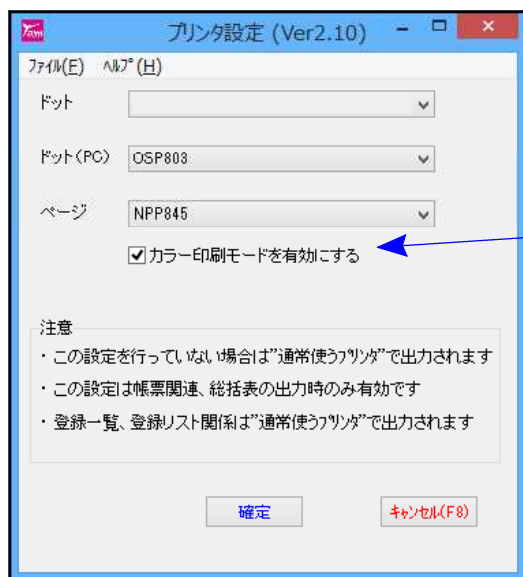 Yam
プリンタ設定 (Ver2.10)
ﾌｧｲﾙ(F) ﾍﾙﾌﾟ(H)
ドット
ドット(PC) OSP803
ページ NPP845
カラー印刷モードを有効にする
注意
・この設定を行っていない場合は"通常使うﾌﾟﾘﾝﾀ"で出力されます
・この設定は帳票関連、総括表の出力時のみ有効です
・登録一覧、登録リスト関係は"通常使うﾌﾟﾘﾝﾀ"で出力されます
確定 ｷｬﾝｾﾙ(F8)